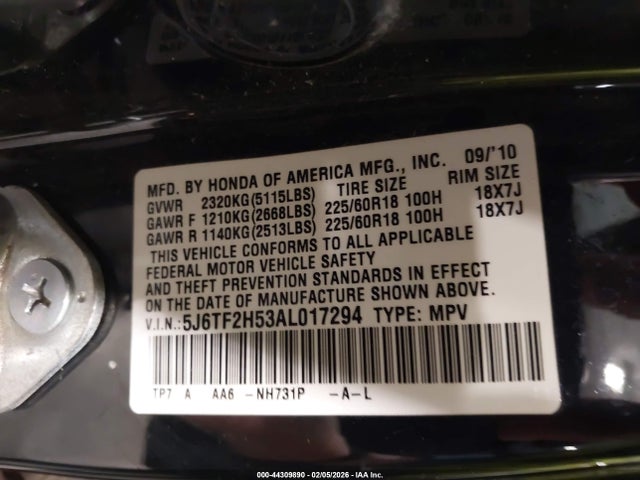 MFD. BY HONDA OF AMERICA MFG., INC. 09/'10
GVWR 2320KG(5115LBS) TIRE SIZE RIM SIZE
GAWR F 1210KG(2668LBS) 225/60R18 100H 18X7J
GAWR R 1140KG(2513LBS) 225/60R18 100H 18X7J
THIS VEHICLE CONFORMS TO ALL APPLICABLE
FEDERAL MOTOR VEHICLE SAFETY
AND THEFT PREVENTION STANDARDS IN EFFECT
ON THE DATE OF MANUFACTURE SHOWN ABOVE.
V.I.N.:5J6TF2H53AL017294 TYPE: MPV
TP7 A AA6 -NH731P -A-L
000-44309890 - 02/05/2026 - IAA Inc.